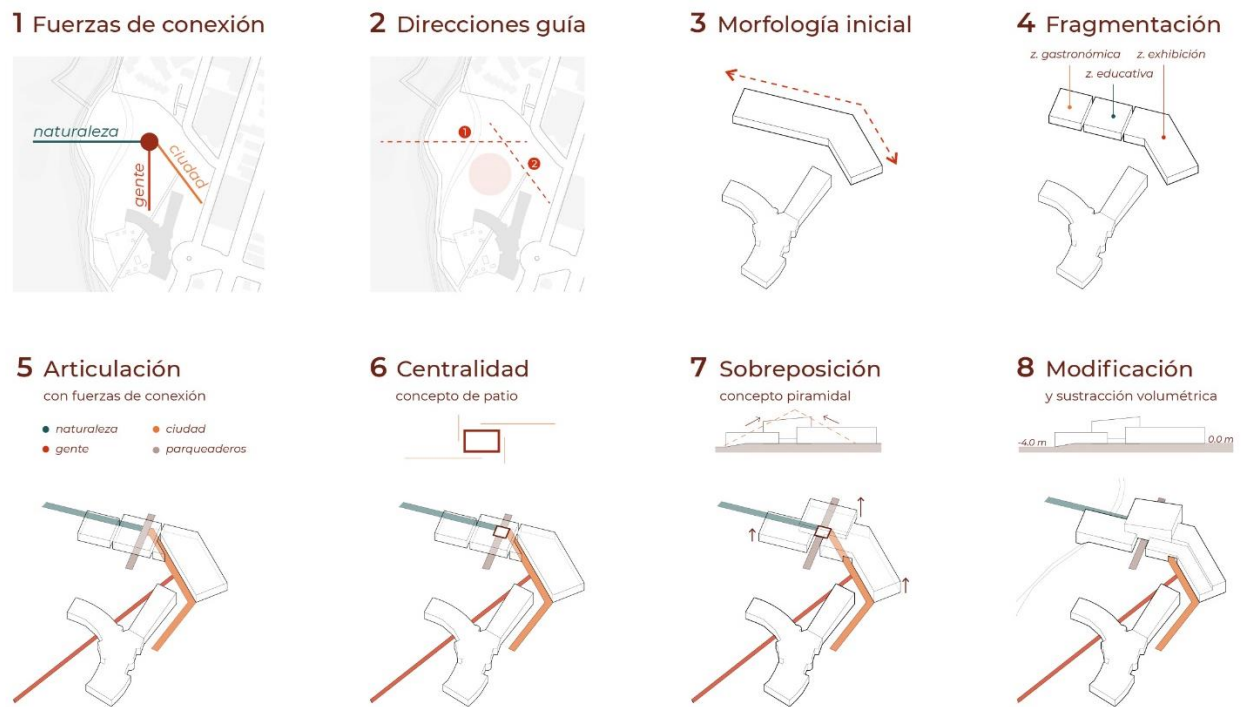 1 Fuerzas de conexión
naturaleza
gente
ciudad
2 Direcciones guía
1
2
3 Morfología inicial
4 Fragmentación
z. gastronómica z. exhibición
z. educativa
5 Articulación
con fuerzas de conexión
naturaleza ciudad
gente parqueaderos
6 Centralidad
concepto de patio
7 Sobreposición
concepto piramidal
8 Modificación
y sustracción volumétrica
-4.0 m 0.0 m